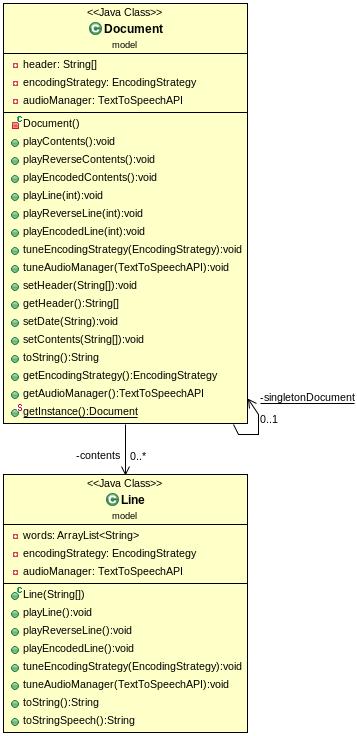 <<Java Class>>
Document
model
header: String[]
encodingStrategy: EncodingStrategy
audioManager: TextToSpeechAPI
Document()
playContents():void
playReverseContents():void
playEncodedContents():void
playLine(int):void
playReverseLine(int):void
playEncodedLine(int):void
tuneEncodingStrategy(EncodingStrategy):void
tuneAudioManager(TextToSpeechAPI):void
setHeader(String[]):void
getHeader():String[]
setDate(String):void
setContents(String[]):void
toString():String
getEncodingStrategy():EncodingStrategy
getAudioManager():TextToSpeechAPI
getInstance():Document
-singletonDocument
0..1
-contents 0..*
<<Java Class>>
Line
model
words: ArrayList<String>
encodingStrategy: EncodingStrategy
audioManager: TextToSpeechAPI
Line(String[])
playLine():void
playReverseLine():void
playEncodedLine():void
tuneEncodingStrategy(EncodingStrategy):void
tuneAudioManager(TextToSpeechAPI):void
toString():String
toStringSpeech():String